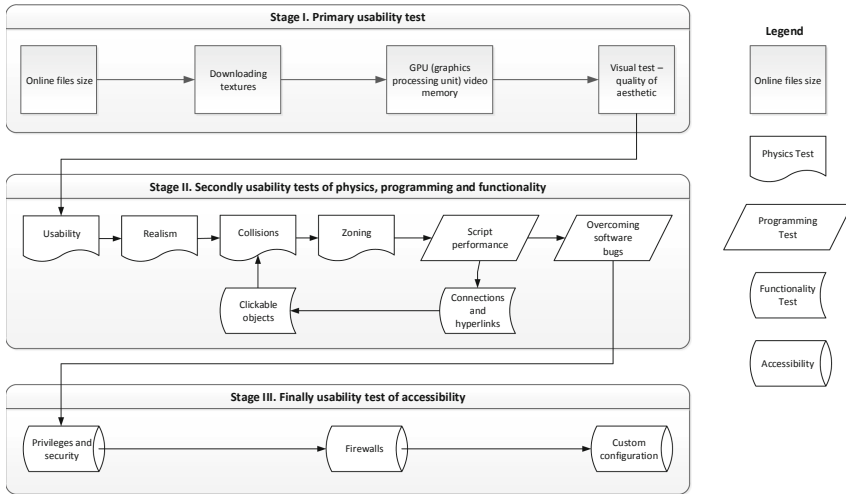 Stage I. Primary usability test
Online files size
Downloading
textures
GPU (graphics
processing unit) video
memory
Visual test –
quality of
aesthetic
Stage II. Secondly usability tests of physics, programming and functionality
Usability
Realism
Collisions
Zoning
Script
performance
Overcoming
software
bugs
Clickable
objects
Connections
and
hyperlinks
Stage III. Finally usability test of accessibility
Privileges and
security
Firewalls
Custom
configuration
Legend
Online files size
Physics Test
Programming
Test
Functionality
Test
Accessibility